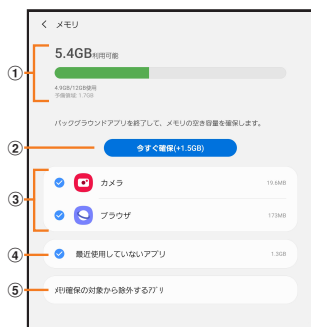 メモリ
①
5.4GB利用可能
4.9GB/12GB使用
予備領域: 1.7GB
バックグラウンドアプリを終了して、メモリの空き容量を確保します。
②
今すぐ確保(+1.5GB)
③
カメラ
19.6MB
ブラウザ
173MB
④
最近使用していないアプリ
1.3GB
⑤
メモリ確保の対象から除外するアプリ